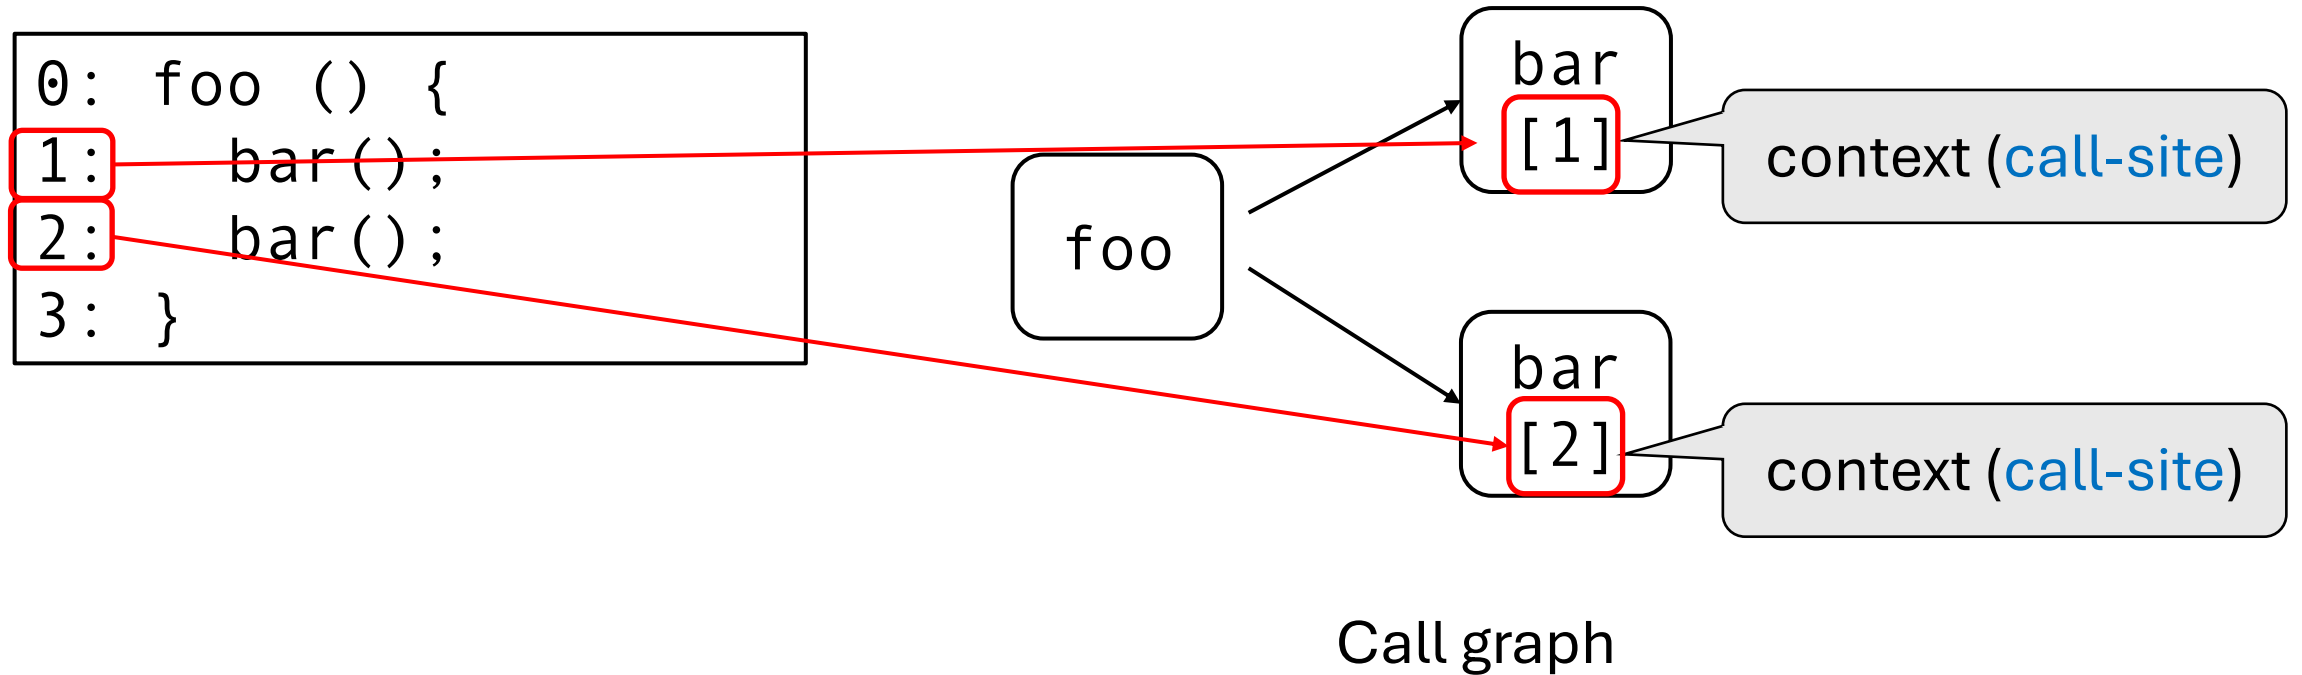 0: foo () {
1:   bar();
2:   bar();
3: }
foo
bar
[1]
context (call-site)
bar
[2]
context (call-site)
Call graph